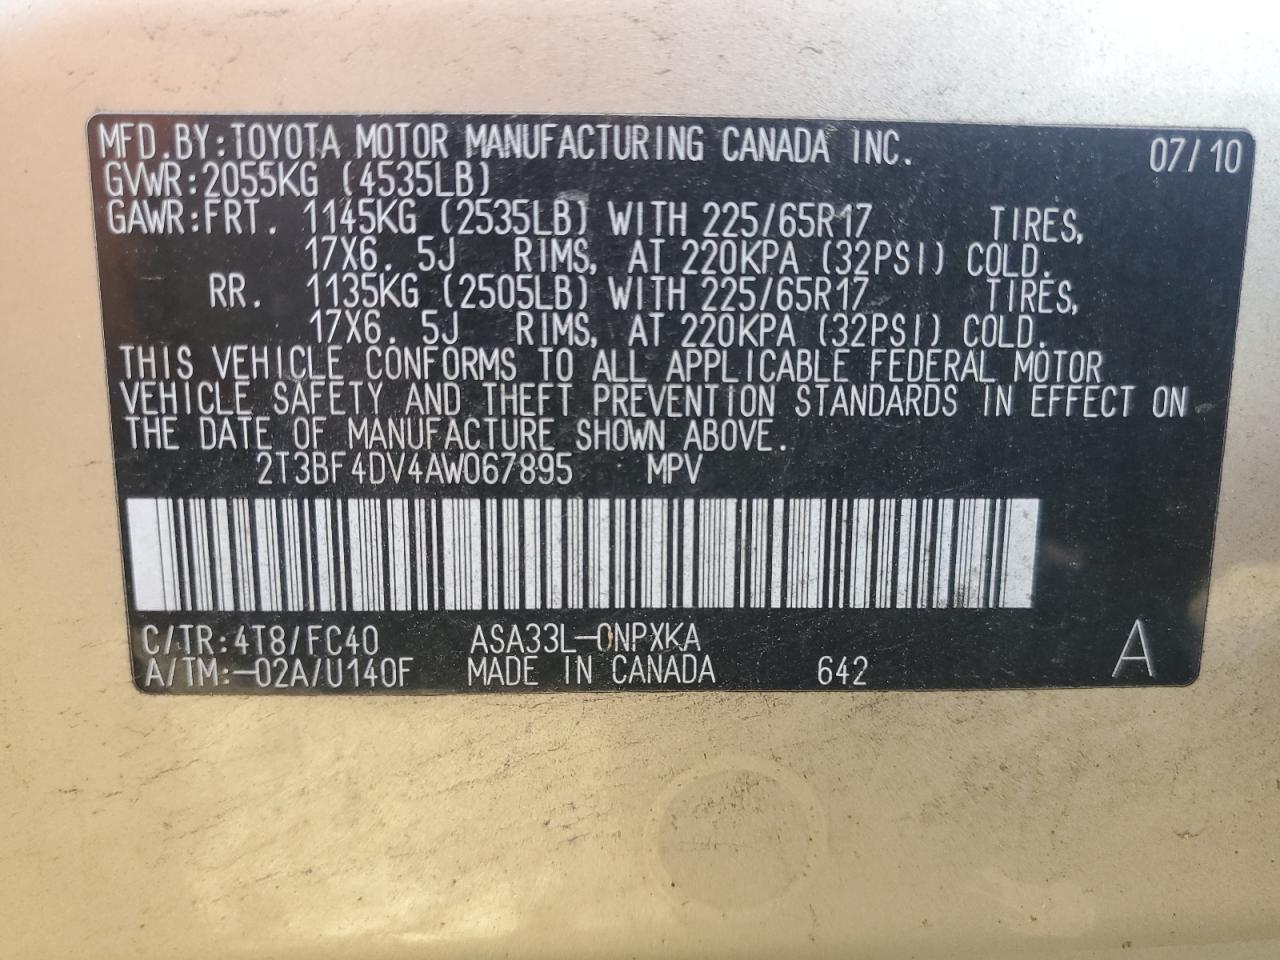 MFD.BY:TOYOTA MOTOR MANUFACTURING CANADA INC. 07/10
GVWR:2055KG (4535LB)
GAWR:FRT. 1145KG (2535LB) WITH 225/65R17 TIRES,
17X6. 5J RIMS, AT 220KPA (32PSI) COLD.
RR. 1135KG (2505LB) WITH 225/65R17 TIRES,
17X6. 5J RIMS, AT 220KPA (32PSI) COLD.
THIS VEHICLE CONFORMS TO ALL APPLICABLE FEDERAL MOTOR
VEHICLE SAFETY AND THEFT PREVENTION STANDARDS IN EFFECT ON
THE DATE OF MANUFACTURE SHOWN ABOVE.
2T3BF4DV4AW067895 MPV
C/TR:4T8/FC40 ASA33L-0NPXKA
A/TM:-02A/U140F MADE IN CANADA 642 A